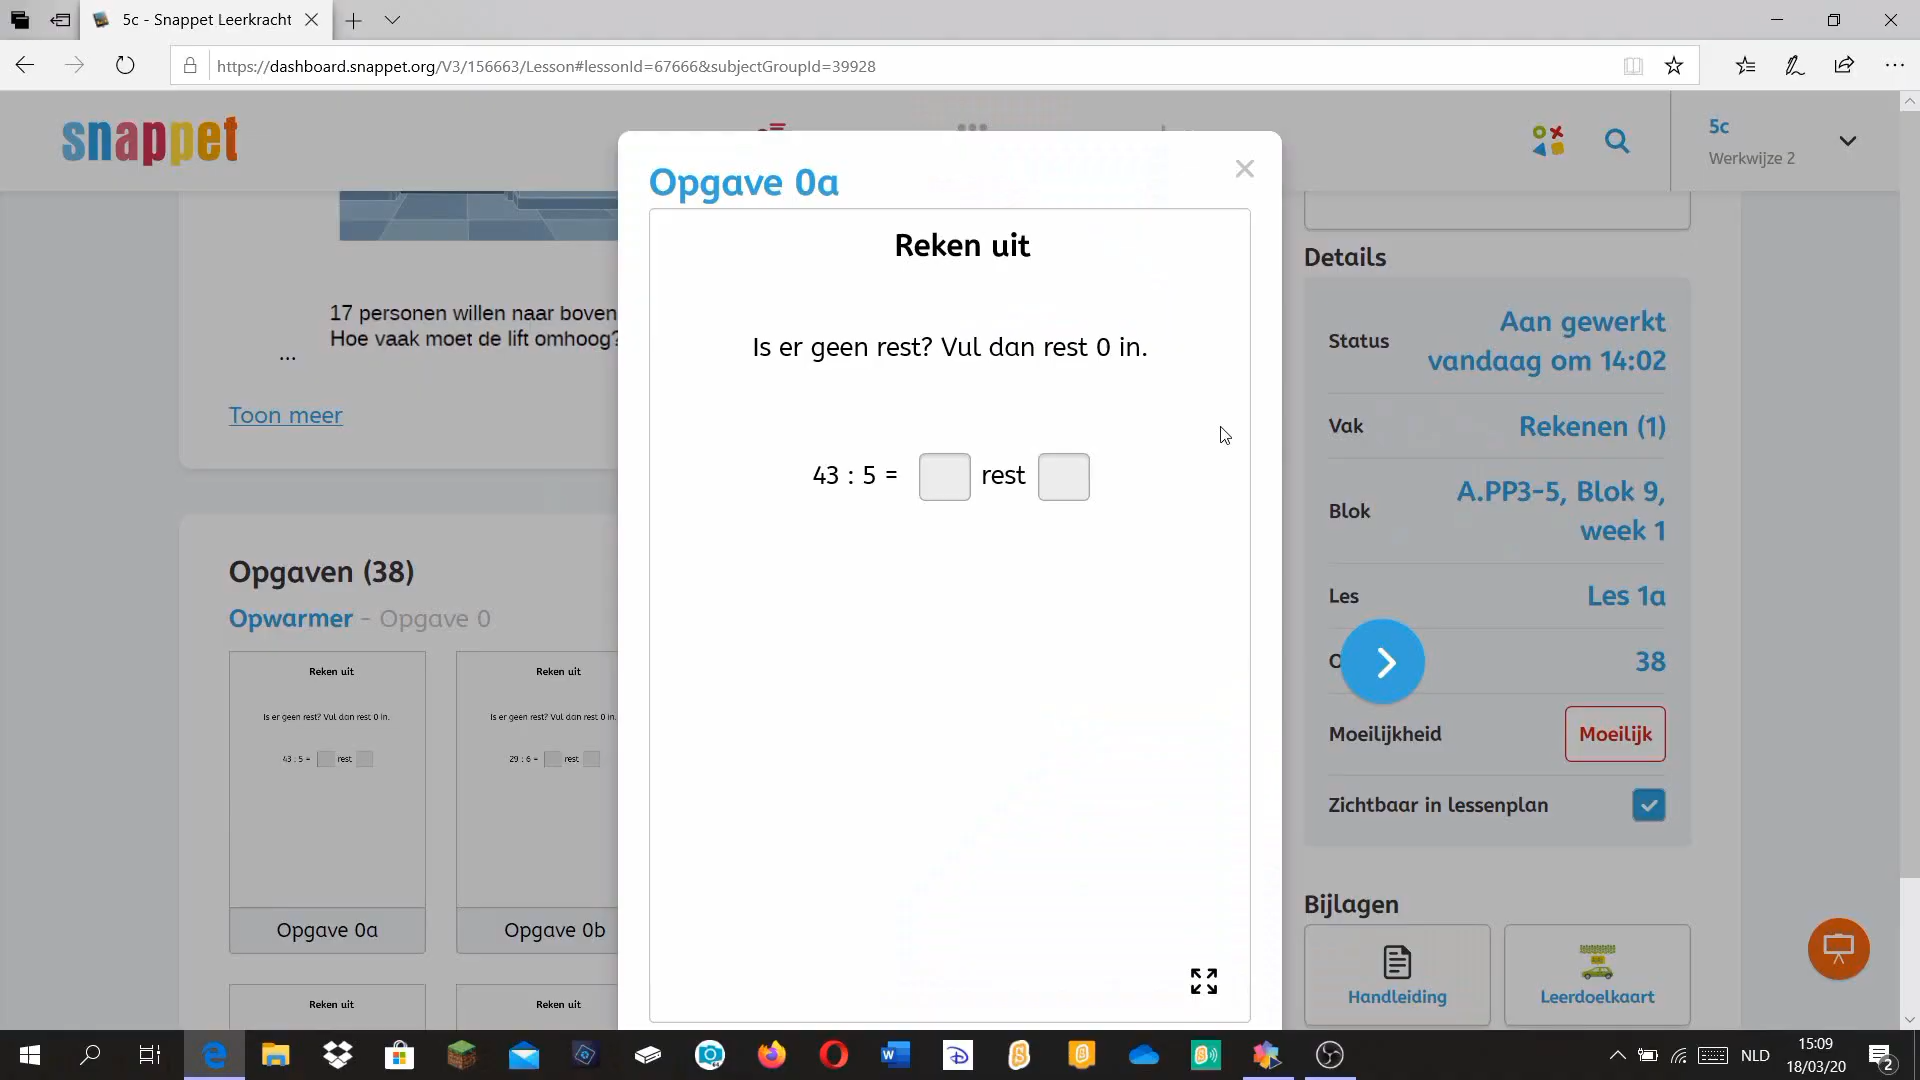 5c - Snappet Leerkracht
https://dashboard.snappet.org/V3/156663/Lesson#lessonId=67666&subjectGroupId=39928
snappet
5c
Werkwijze 2
17 personen willen naar boven
Hoe vaak moet de lift omhoog?
...
Toon meer
Opgaven (38)
Opwarmer - Opgave 0
Reken uit
Is er geen rest? Vul dan rest 0 in.
43 : 5 = rest
Opgave 0a
Reken uit
Is er geen rest? Vul dan rest 0 in.
29 : 6 = rest
Opgave 0b
Reken uit
Reken uit
Opgave 0a
Reken uit
Is er geen rest? Vul dan rest 0 in.
43 : 5 = rest
Details
Status
Aan gewerkt
vandaag om 14:02
Vak
Rekenen (1)
Blok
A.PP3-5, Blok 9,
week 1
Les
Les 1a
38
Moeilijkheid
Moeilijk
Zichtbaar in lessenplan
Bijlagen
Handleiding
Leerdoelkaart
NLD
15:09
18/03/20
2